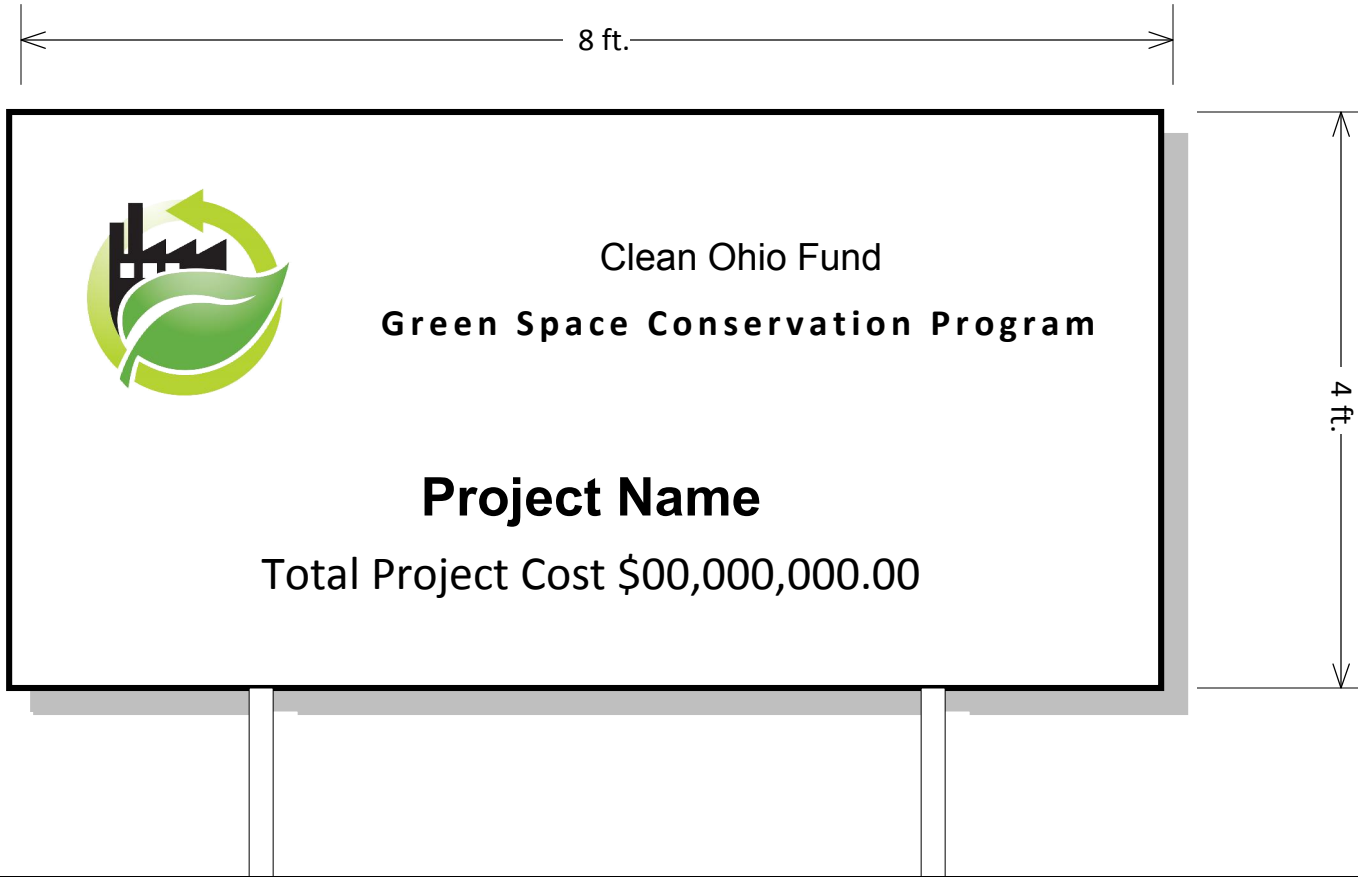 8 ft.
Clean Ohio Fund
Green Space Conservation Program
4 ft.
Project Name
Total Project Cost $00,000,000.00